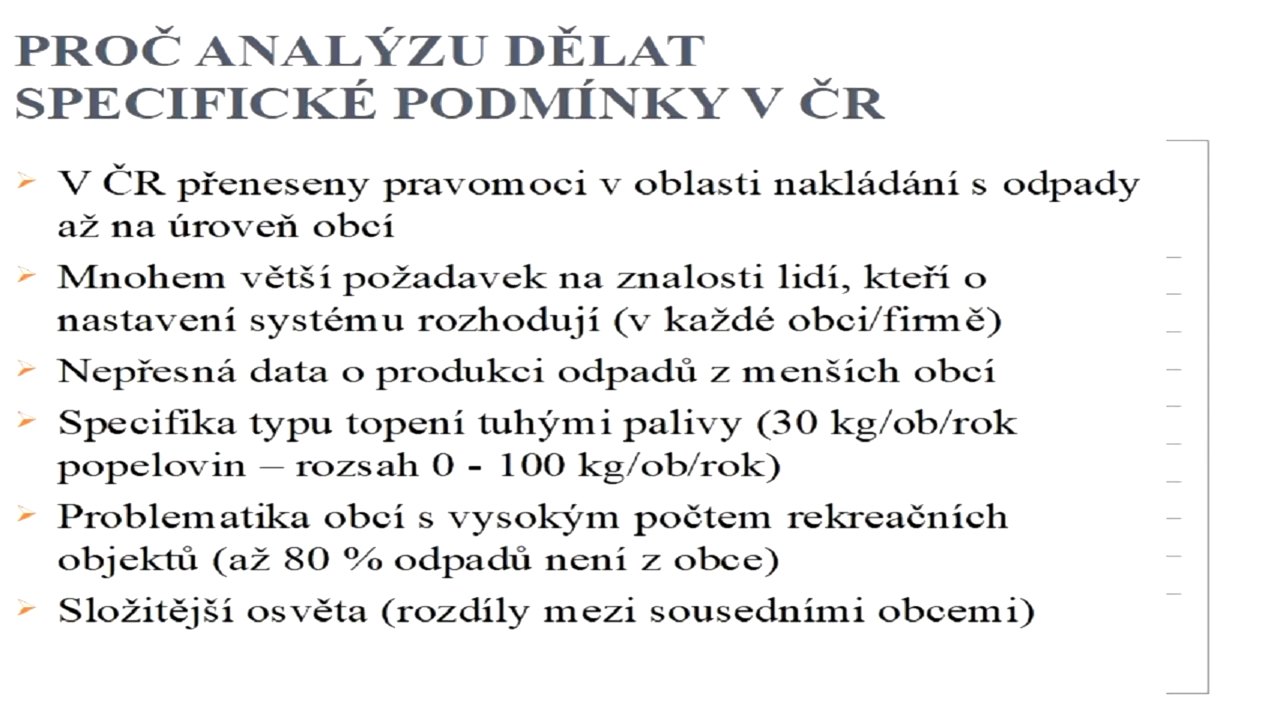 PROČ ANALÝZU DĚLAT
SPECIFICKÉ PODMÍNKY V ČR
V ČR přeneseny pravomoci v oblasti nakládání s odpady
až na úroveň obcí
Mnohem větší požadavek na znalosti lidí, kteří o
nastavení systému rozhodují (v každé obci/firmě)
Nepřesná data o produkci odpadů z menších obcí
Specifika typu topení tuhými palivy (30 kg/ob/rok
popelovin – rozsah 0 - 100 kg/ob/rok)
Problematika obcí s vysokým počtem rekreačních
objektů (až 80 % odpadů není z obce)
Složitější osvěta (rozdíly mezi sousedními obcemi)